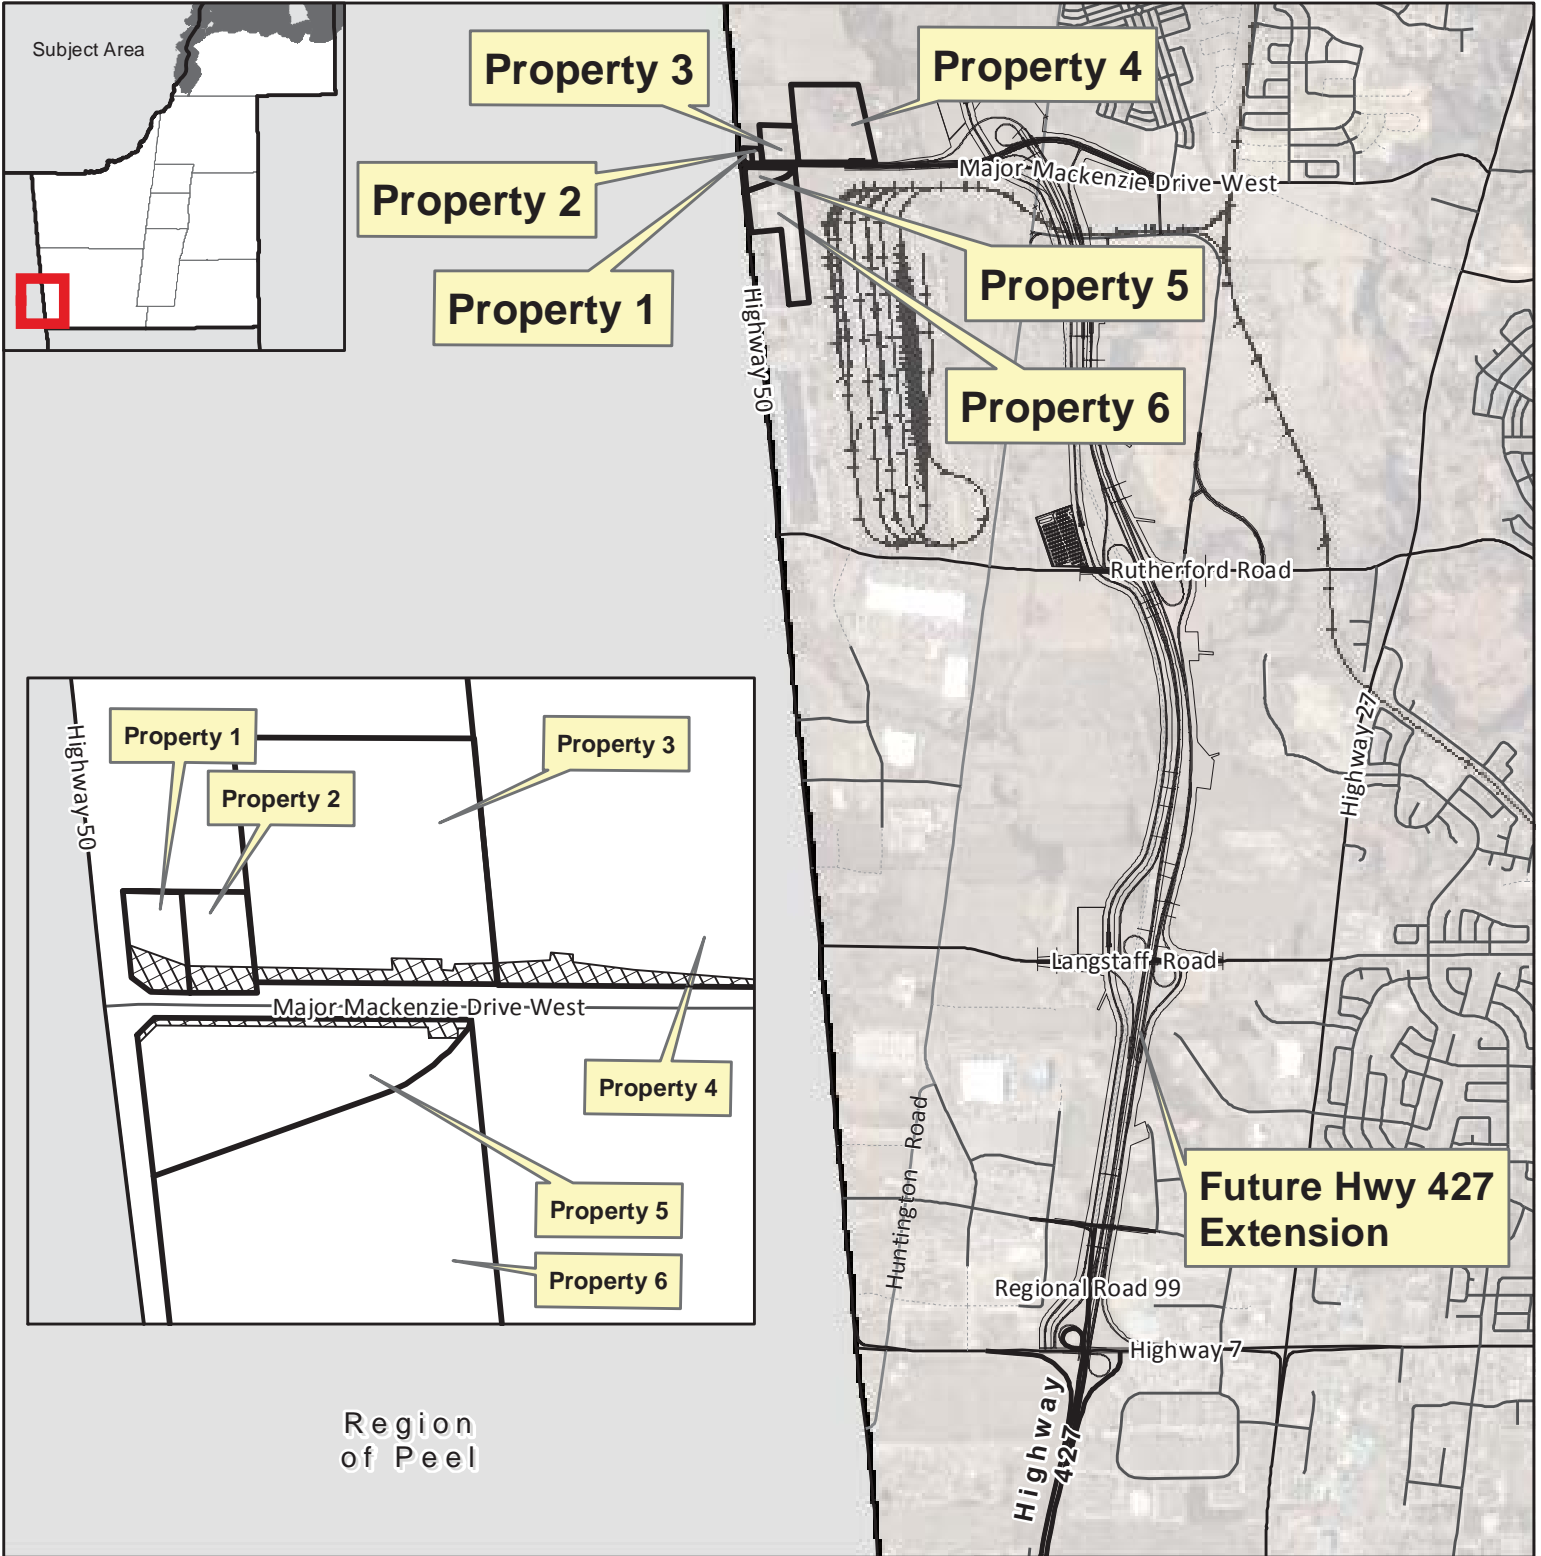 Subject Area
Property 3
Property 4
Property 2
Major Mackenzie Drive West
Property 1
Property 5
Highway 50
Property 6
Rutherford Road
Highway 27
Property 1
Property 3
Property 2
Highway 50
Major Mackenzie Drive West
Property 4
Property 5
Property 6
Langstaff Road
Huntington Road
Future Hwy 427
Extension
Regional Road 99
Highway 7
Highway
427
Region
of Peel